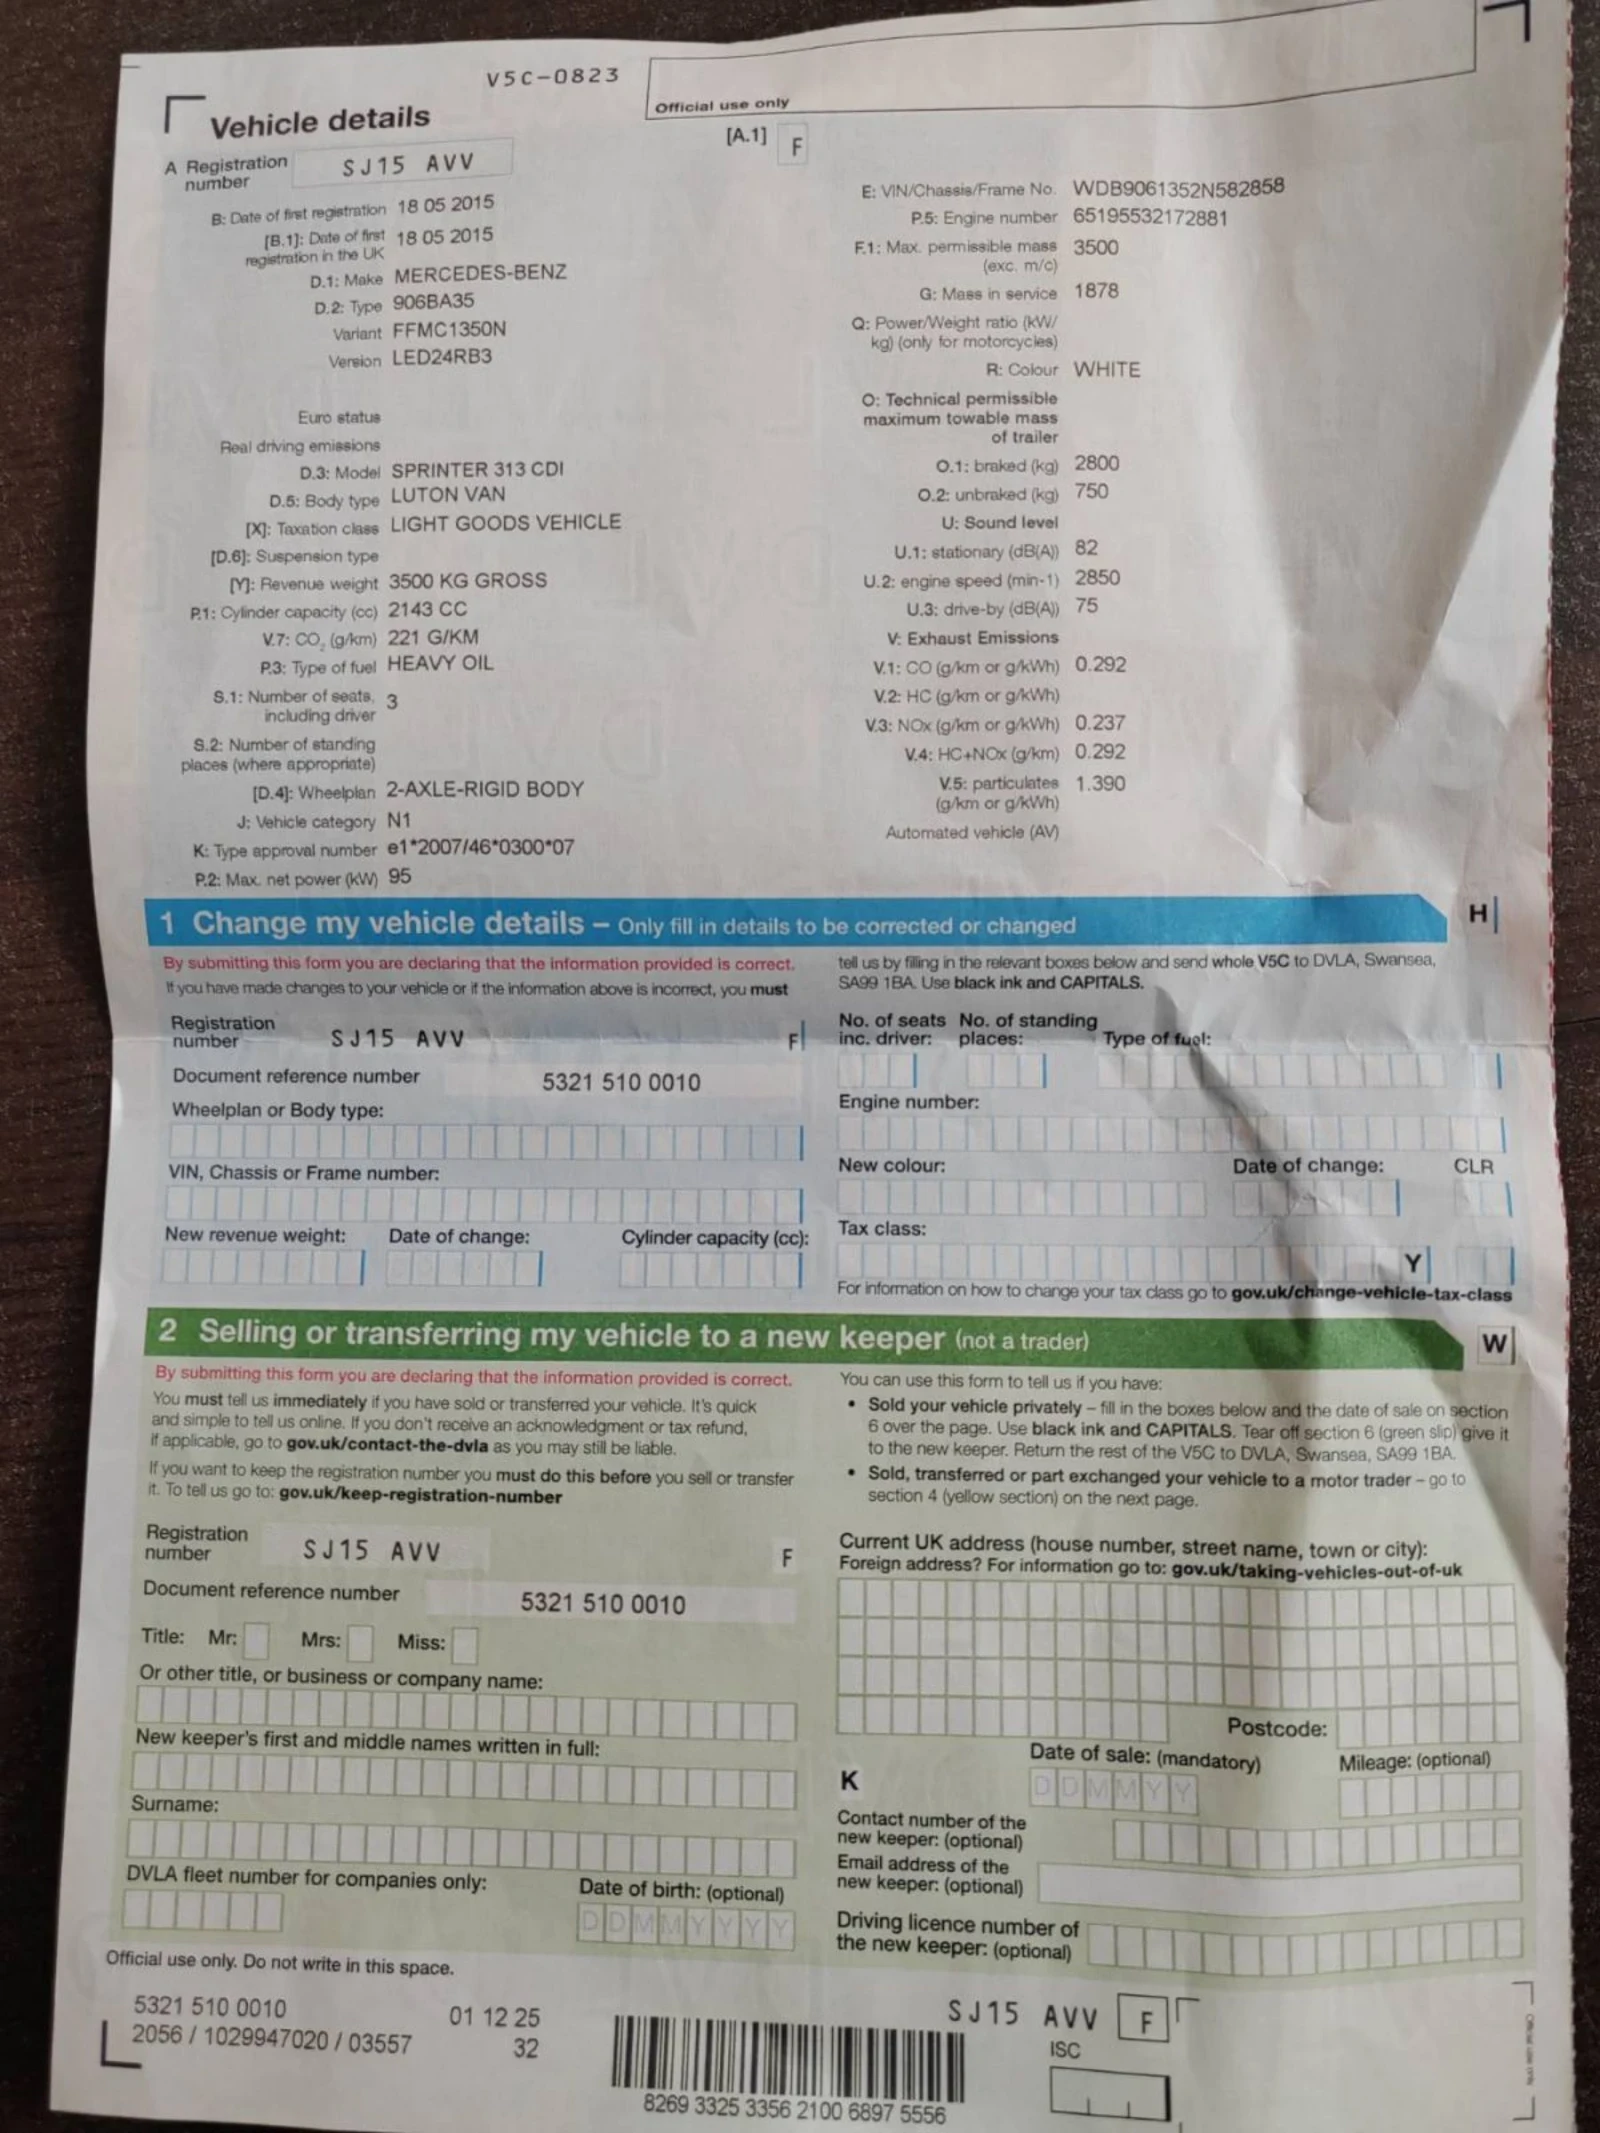 V5C-0823
Official use only
Vehicle details
[A.1] F
A Registration number SJ15 AVV
B: Date of first registration 18 05 2015
[B.1]: Date of first registration in the UK 18 05 2015
D.1: Make MERCEDES-BENZ
D.2: Type 906BA35
Variant FFMC1350N
Version LED24RB3
Euro status
Real driving emissions
D.3: Model SPRINTER 313 CDI
D.5: Body type LUTON VAN
[X]: Taxation class LIGHT GOODS VEHICLE
[D.6]: Suspension type
[Y]: Revenue weight 3500 KG GROSS
P.1: Cylinder capacity (cc) 2143 CC
V.7: CO2 (g/km) 221 G/KM
P.3: Type of fuel HEAVY OIL
S.1: Number of seats, including driver 3
S.2: Number of standing places (where appropriate)
[D.4]: Wheelplan 2-AXLE-RIGID BODY
J: Vehicle category N1
K: Type approval number e1*2007/46*0300*07
P.2: Max. net power (kW) 95
E: VIN/Chassis/Frame No. WDB9061352N582858
P.5: Engine number 65195532172881
F.1: Max. permissible mass (exc. m/c) 3500
G: Mass in service 1878
Q: Power/Weight ratio (kW/
kg) (only for motorcycles)
R: Colour WHITE
O: Technical permissible
maximum towable mass
of trailer
O.1: braked (kg) 2800
O.2: unbraked (kg) 750
U: Sound level
U.1: stationary (dB(A)) 82
U.2: engine speed (min-1) 2850
U.3: drive-by (dB(A)) 75
V: Exhaust Emissions
V.1: CO (g/km or g/kWh) 0.292
V.2: HC (g/km or g/kWh)
V.3: NOx (g/km or g/kWh) 0.237
V.4: HC+NOx (g/km) 0.292
V.5: particulates (g/km or g/kWh) 1.390
Automated vehicle (AV)
1 Change my vehicle details – Only fill in details to be corrected or changed
H
By submitting this form you are declaring that the information provided is correct.
If you have made changes to your vehicle or if the information above is incorrect, you must
tell us by filling in the relevant boxes below and send whole V5C to DVLA, Swansea,
SA99 1BA. Use black ink and CAPITALS.
Registration number SJ15 AVV F
Document reference number 5321 510 0010
Wheelplan or Body type:
VIN, Chassis or Frame number:
New revenue weight: Date of change: Cylinder capacity (cc):
No. of seats inc. driver: No. of standing places: Type of fuel:
Engine number:
New colour: Date of change: CLR
Tax class:
Y
For information on how to change your tax class go to gov.uk/change-vehicle-tax-class
2 Selling or transferring my vehicle to a new keeper (not a trader)
W
By submitting this form you are declaring that the information provided is correct.
You must tell us immediately if you have sold or transferred your vehicle. It's quick
and simple to tell us online. If you don't receive an acknowledgment or tax refund,
if applicable, go to gov.uk/contact-the-dvla as you may still be liable.
If you want to keep the registration number you must do this before you sell or transfer
it. To tell us go to: gov.uk/keep-registration-number
You can use this form to tell us if you have:
• Sold your vehicle privately – fill in the boxes below and the date of sale on section
6 over the page. Use black ink and CAPITALS. Tear off section 6 (green slip) give it
to the new keeper. Return the rest of the V5C to DVLA, Swansea, SA99 1BA.
• Sold, transferred or part exchanged your vehicle to a motor trader – go to
section 4 (yellow section) on the next page.
Registration number SJ15 AVV F
Document reference number 5321 510 0010
Title: Mr: Mrs: Miss:
Or other title, or business or company name:
New keeper's first and middle names written in full:
Surname:
DVLA fleet number for companies only:
Date of birth: (optional)
DDMMYYYY
Current UK address (house number, street name, town or city):
Foreign address? For information go to: gov.uk/taking-vehicles-out-of-uk
Postcode:
K
Date of sale: (mandatory)
DDMMYY
Mileage: (optional)
Contact number of the
new keeper: (optional)
Email address of the
new keeper: (optional)
Driving licence number of
the new keeper: (optional)
Official use only. Do not write in this space.
5321 510 0010 01 12 25
2056 / 1029947020 / 03557 32
8269 3325 3356 2100 6897 5556
SJ15 AVV F
ISC